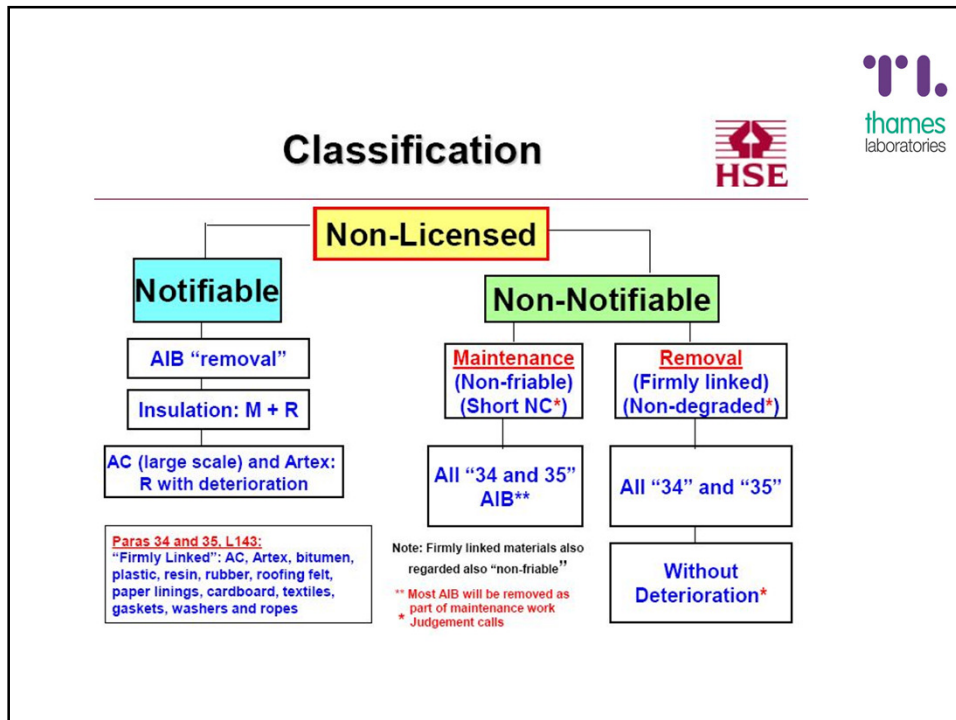 thames
laboratories
Classification
HSE
Non-Licensed
Notifiable
Non-Notifiable
AIB “removal”
Insulation: M + R
AC (large scale) and Artex:
R with deterioration
Maintenance
(Non-friable)
(Short NC*)
Removal
(Firmly linked)
(Non-degraded*)
All “34 and 35”
AIB**
All “34” and “35”
Without
Deterioration*
Paras 34 and 35, L143:
“Firmly Linked”: AC, Artex, bitumen,
plastic, resin, rubber, roofing felt,
paper linings, cardboard, textiles,
gaskets, washers and ropes
Note: Firmly linked materials also
regarded also “non-friable”
** Most AIB will be removed as
part of maintenance work
* Judgement calls